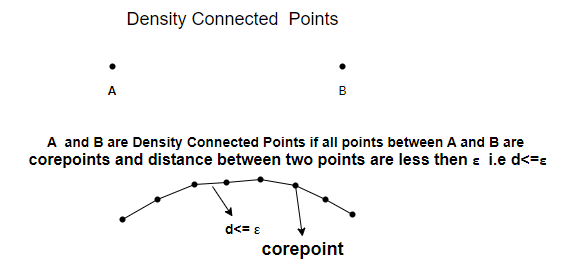 Density Connected Points
A B
A and B are Density Connected Points if all points between A and B are
corepoints and distance between two points are less then ε i.e d<=ε
d<= ε
corepoint